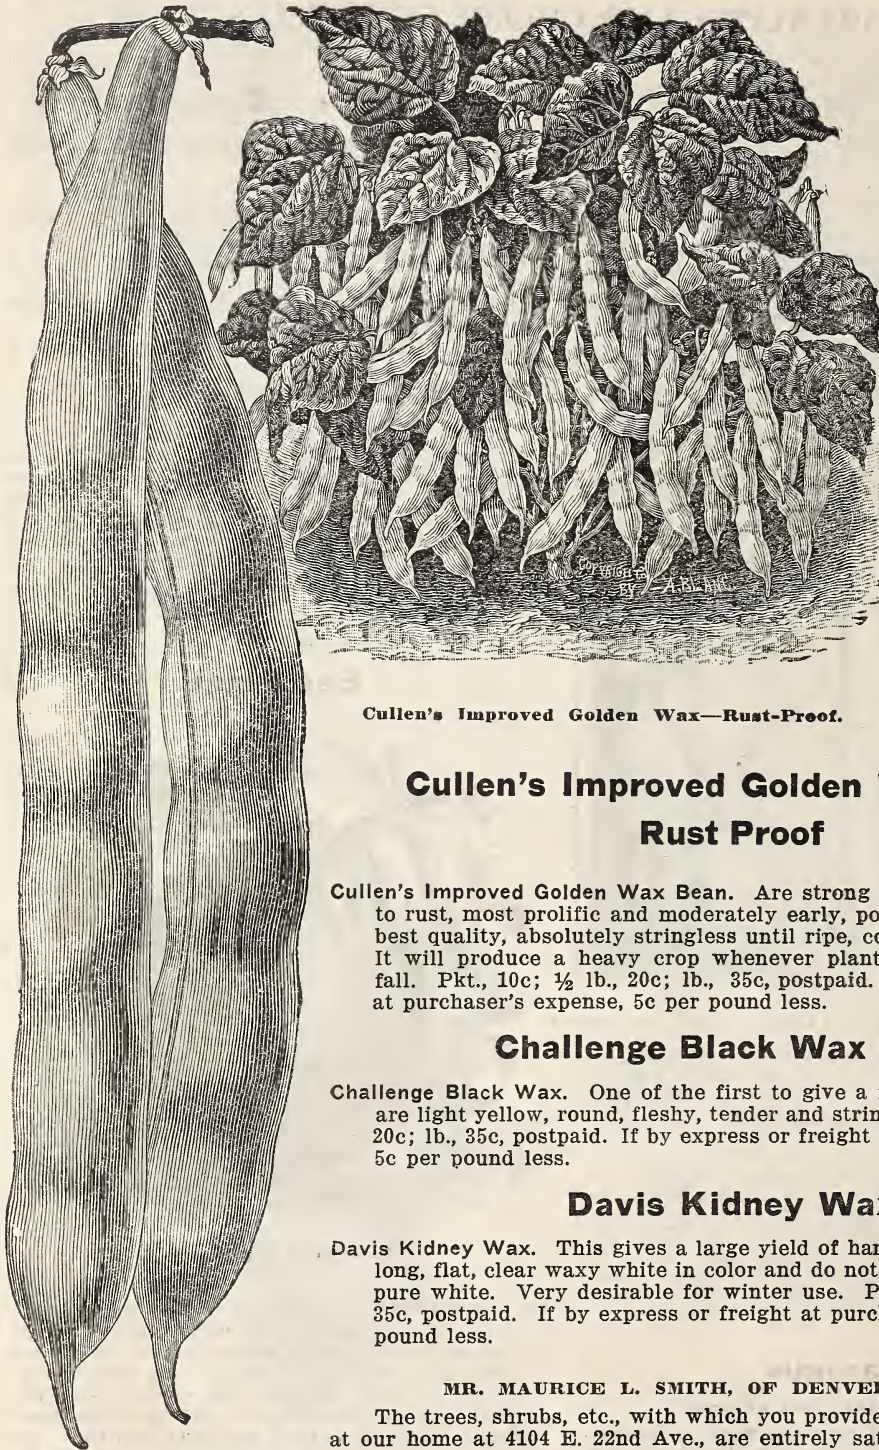 COPYRIGHTED
BY A. BLANC.
Cullen's Improved Golden Wax—Rust-Proof.
Cullen's Improved Golden
Rust Proof
Cullen's Improved Golden Wax Bean. Are strong
to rust, most prolific and moderately early, po
best quality, absolutely stringless until ripe, co
It will produce a heavy crop whenever plant
fall. Pkt., 10c; ½ lb., 20c; lb., 35c, postpaid.
at purchaser's expense, 5c per pound less.
Challenge Black Wax
Challenge Black Wax. One of the first to give a
are light yellow, round, fleshy, tender and strin
20c; lb., 35c, postpaid. If by express or freight
5c per pound less.
Davis Kidney Wa
Davis Kidney Wax. This gives a large yield of har
long, flat, clear waxy white in color and do not
pure white. Very desirable for winter use. P
35c, postpaid. If by express or freight at purc
pound less.
MR. MAURICE L. SMITH, OF DENVE
The trees, shrubs, etc., with which you provide
at our home at 4104 E. 22nd Ave., are entirely sat